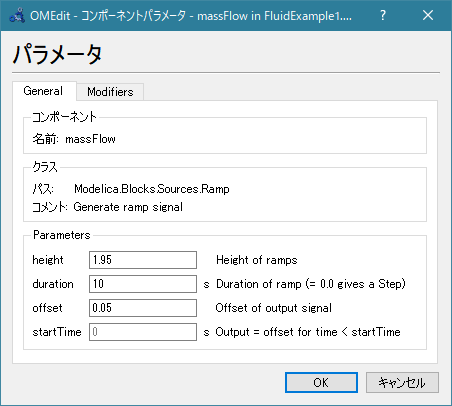 OMEdit - コンポーネントパラメータ - massFlow in FluidExample1....
パラメータ
General Modifiers
コンポーネント
名前: massFlow
クラス
パス: Modelica.Blocks.Sources.Ramp
コメント: Generate ramp signal
Parameters
height 1.95 Height of ramps
duration 10 s Duration of ramp (= 0.0 gives a Step)
offset 0.05 Offset of output signal
startTime 0 s Output = offset for time < startTime
OK キャンセル